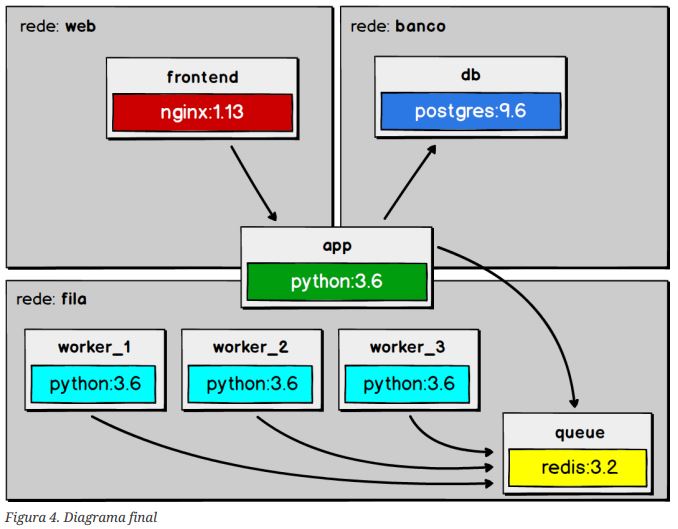 rede: web
frontend
nginx:1.13
rede: banco
db
postgres:9.6
app
python:3.6
rede: fila
worker_1
python:3.6
worker_2
python:3.6
worker_3
python:3.6
queue
redis:3.2
Figura 4. Diagrama final